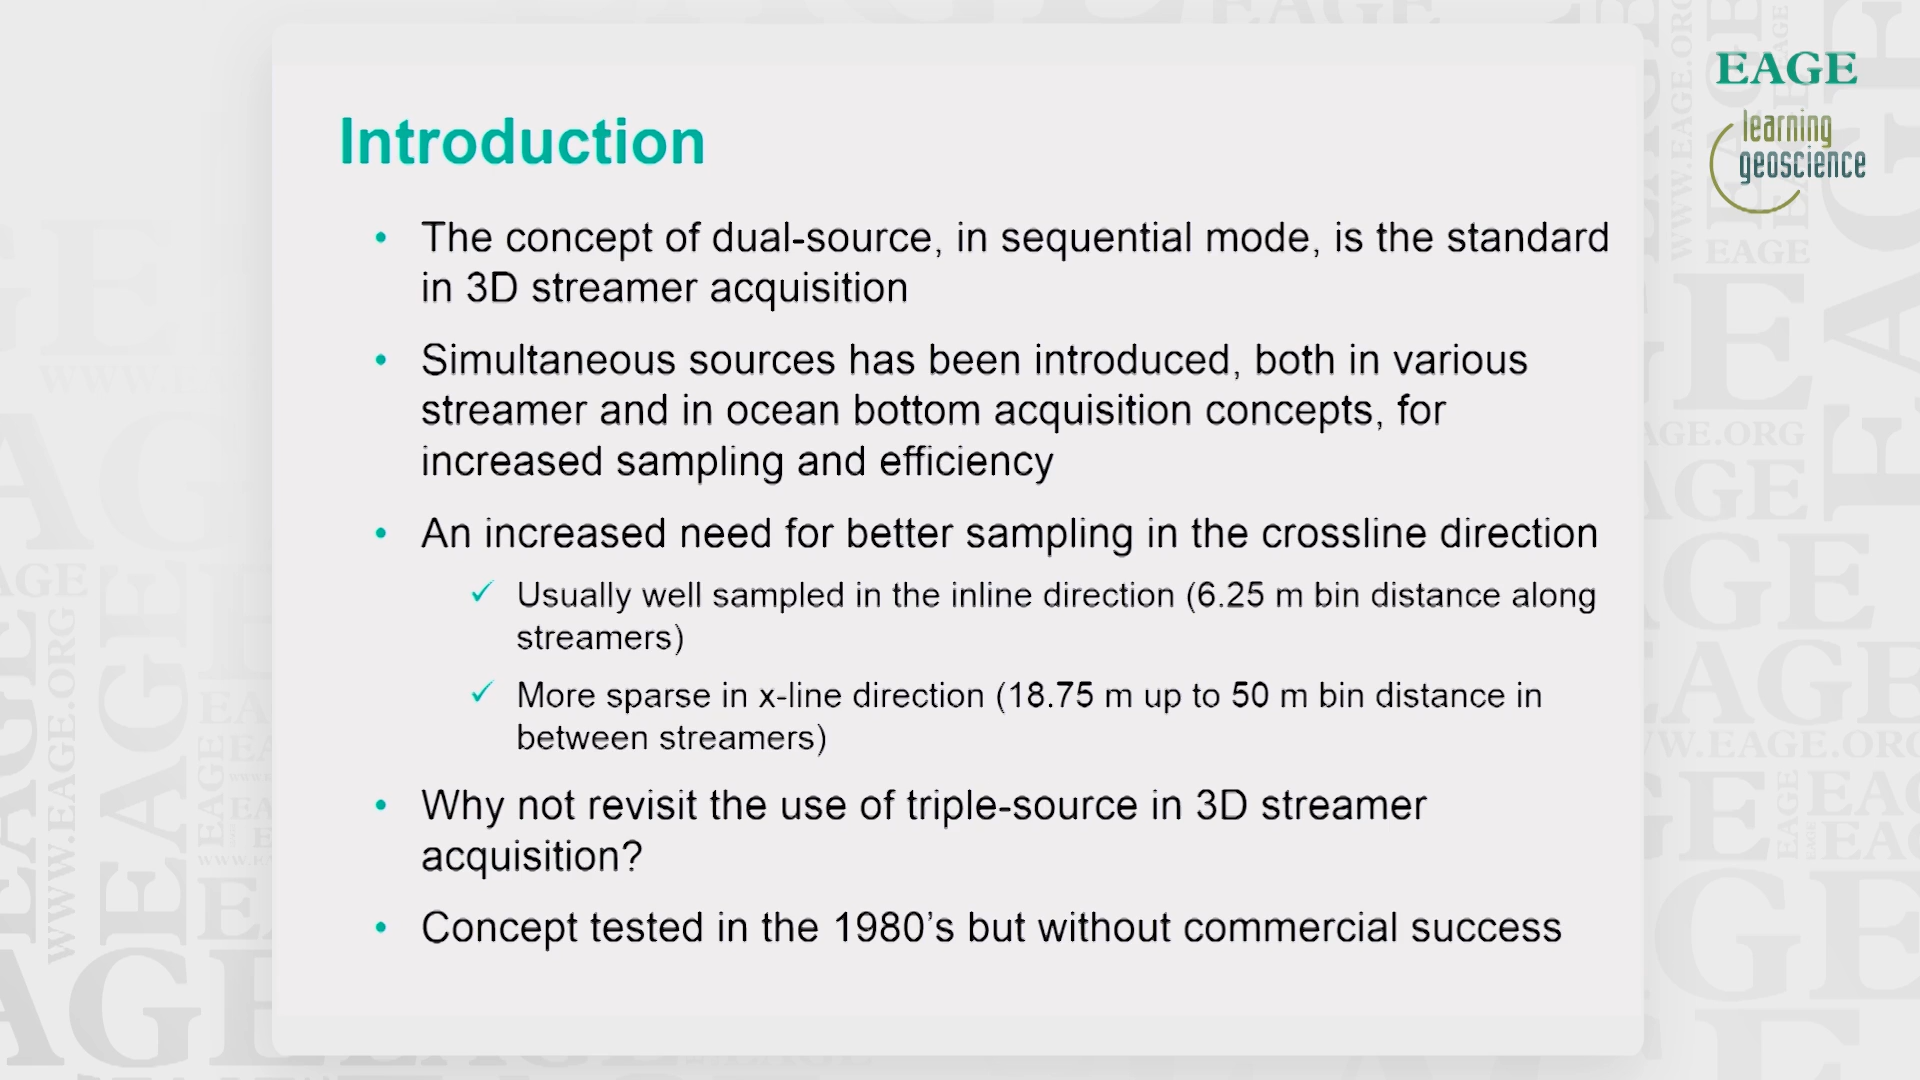 EAGE
learning
geoscience
Introduction
• The concept of dual-source, in sequential mode, is the standard
in 3D streamer acquisition
• Simultaneous sources has been introduced, both in various
streamer and in ocean bottom acquisition concepts, for
increased sampling and efficiency
• An increased need for better sampling in the crossline direction
✓ Usually well sampled in the inline direction (6.25 m bin distance along
streamers)
✓ More sparse in x-line direction (18.75 m up to 50 m bin distance in
between streamers)
• Why not revisit the use of triple-source in 3D streamer
acquisition?
• Concept tested in the 1980's but without commercial success